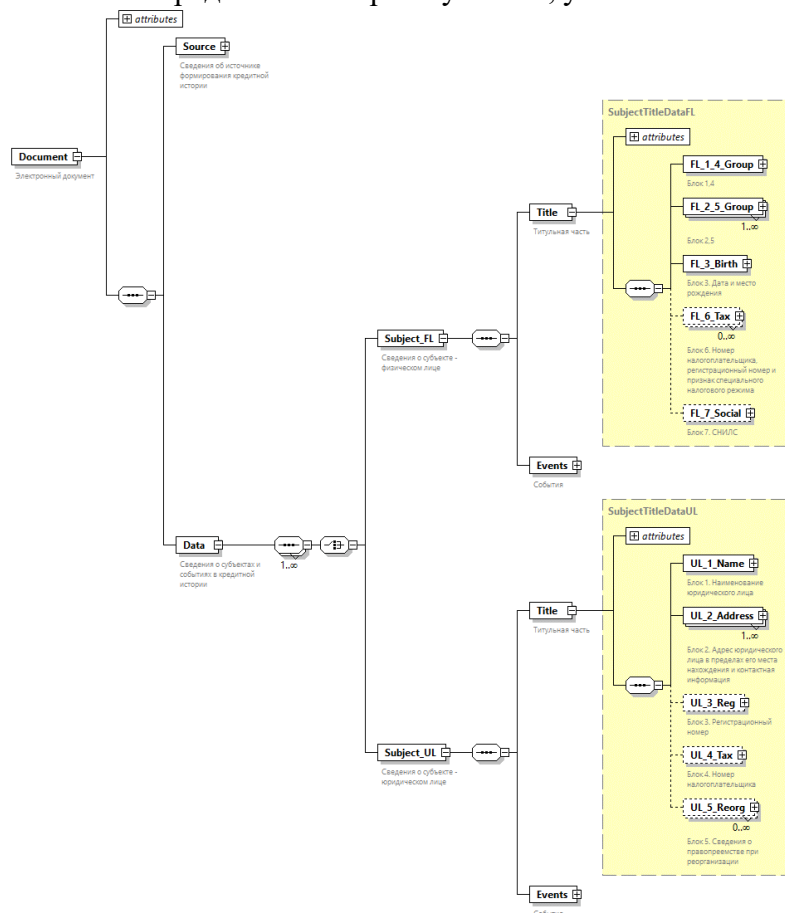 attributes
Source
Сведения об источнике
формирования кредитной
истории
Document
Электронный документ
SubjectTitleDataFL
attributes
FL_1_4_Group
Блок 1,4
FL_2_5_Group
1..∞
Блок 2,5
Title
Титульная часть
FL_3_Birth
Блок 3. Дата и место
рождения
FL_6_Tax
0..∞
Блок 6. Номер
налогоплательщика,
регистрационный номер и
признак специального
налогового режима
FL_7_Social
Блок 7. СНИЛС
Subject_FL
Сведения о субъекте -
физическом лице
Events
События
Data
Сведения о субъектах и
событиях в кредитной
истории
1..∞
SubjectTitleDataUL
attributes
UL_1_Name
Блок 1. Наименование
юридического лица
Title
Титульная часть
UL_2_Address
1..∞
Блок 2. Адрес юридического
лица в пределах его места
нахождения и контактная
информация
UL_3_Reg
Блок 3. Регистрационный
номер
UL_4_Tax
Блок 4. Номер
налогоплательщика
UL_5_Reorg
0..∞
Блок 5. Сведения о
правопреемстве при
реорганизации
Subject_UL
Сведения о субъекте -
юридическом лице
Events